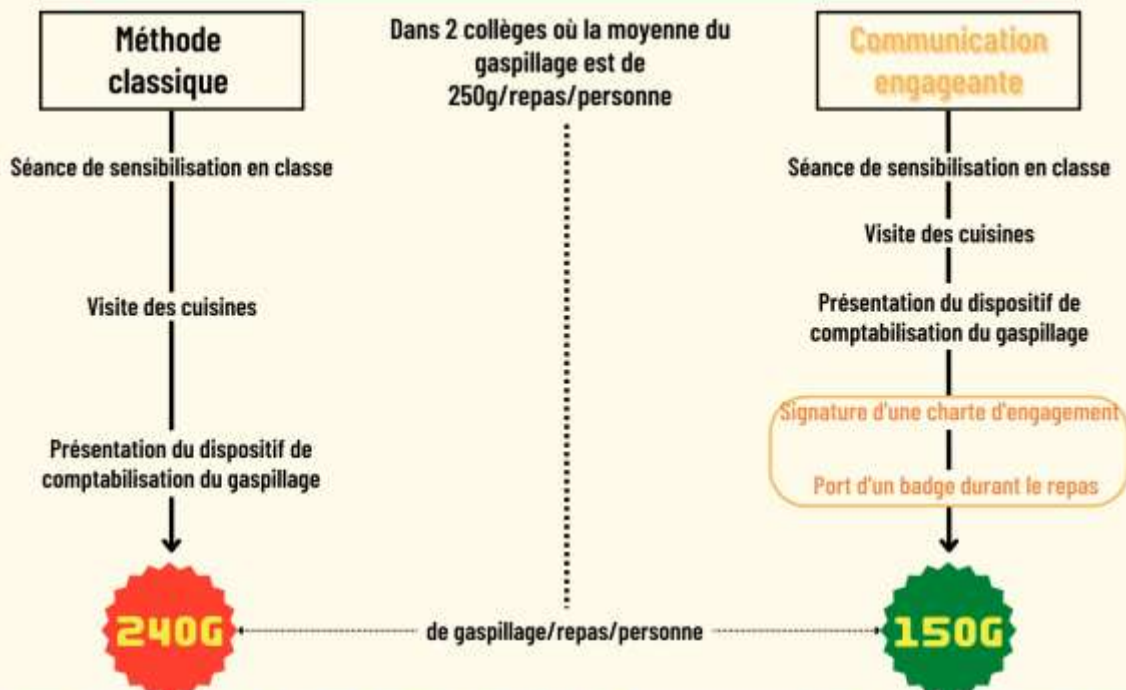 Méthode
classique
Séance de sensibilisation en classe
Visite des cuisines
Présentation du dispositif de
comptabilisation du gaspillage
240G
Dans 2 collèges où la moyenne du
gaspillage est de
250g/repas/personne
de gaspillage/repas/personne
Communication
engageante
Séance de sensibilisation en classe
Visite des cuisines
Présentation du dispositif de
comptabilisation du gaspillage
Signature d'une charte d'engagement
Port d'un badge durant le repas
150G